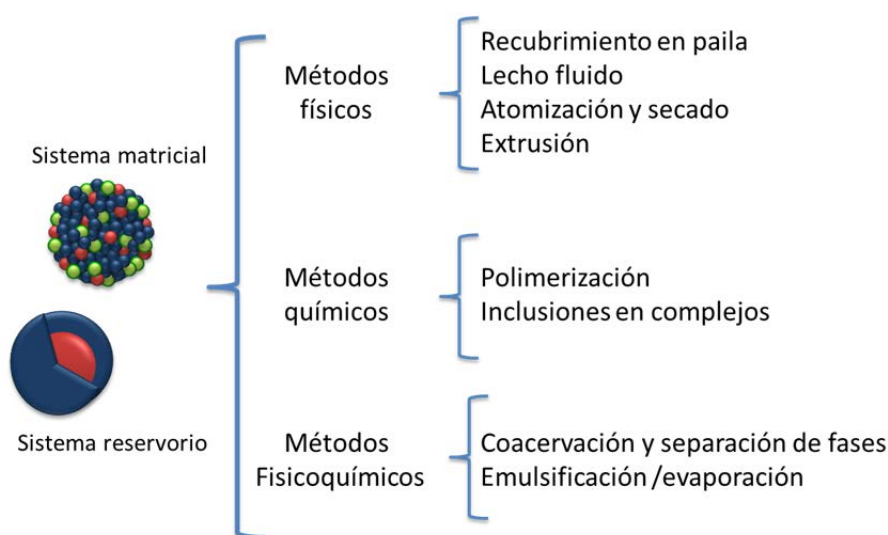 Sistema matricial
Sistema reservorio
Métodos
físicos
Recubrimiento en paila
Lecho fluido
Atomización y secado
Extrusión
Métodos
químicos
Polimerización
Inclusiones en complejos
Métodos
Fisicoquímicos
Coacervación y separación de fases
Emulsificación /evaporación